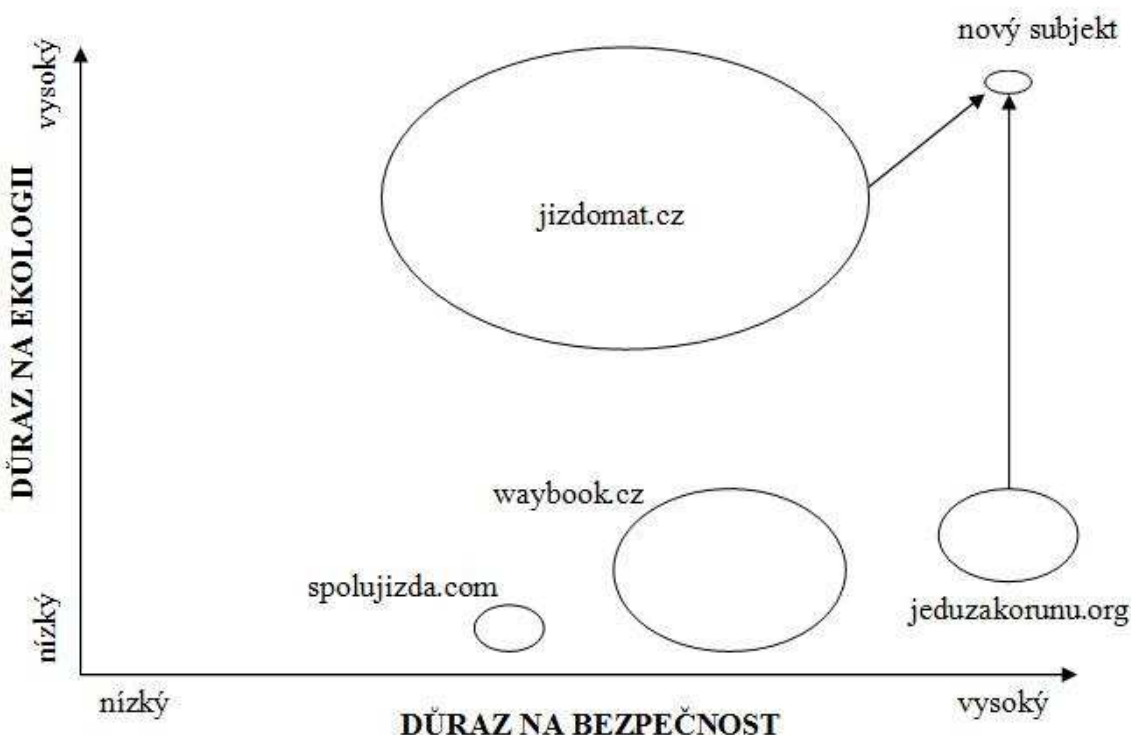 nový subjekt
vysoký
jizdomat.cz
DŮRAZ NA EKOLOGII
waybook.cz
spolujizda.com
jeduzakorunu.org
nízký
nízký
vysoký
DŮRAZ NA BEZPEČNOST